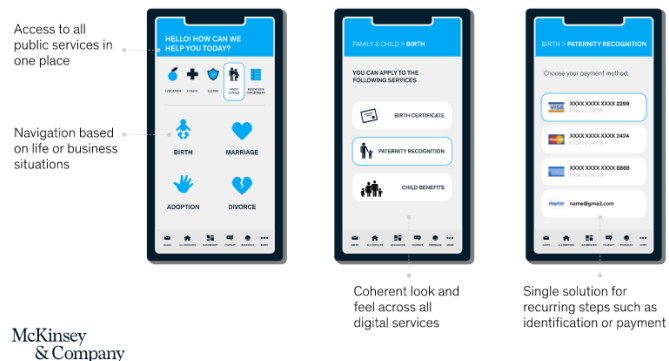 Access to all
public services in
one place
Navigation based
on life or business
situations
HELLO! HOW CAN WE
HELP YOU TODAY?
BIRTH
MARRIAGE
ADOPTION
DIVORCE
FAMILY & CHILD > BIRTH
YOU CAN APPLY TO THE
FOLLOWING SERVICES
BIRTH CERTIFICATE
PATERNITY RECOGNITION
CHILD BENEFITS
Coherent look and
feel across all
digital services
BIRTH > PATERNITY RECOGNITION
Choose your payment method:
VISA
XXXX XXXX XXXX 2299
XXXX XXXX XXXX 2424
XXXX XXXX XXXX 8888
PayPal
name@gmail.com
Single solution for
recurring steps such as
identification or payment
McKinsey
& Company